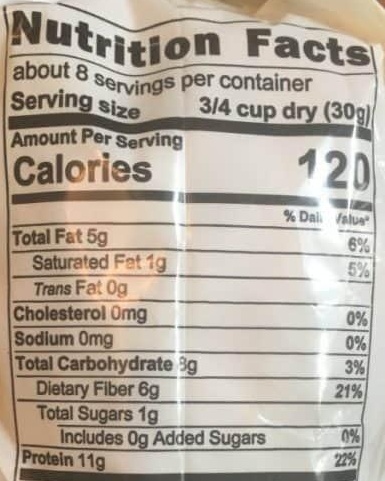 Nutrition Facts
about 8 servings per container
Serving size 3/4 cup dry (30g)
Amount Per Serving
Calories 120
% Daily Value*
Total Fat 5g 6%
Saturated Fat 1g 5%
Trans Fat 0g
Cholesterol 0mg 0%
Sodium 0mg 0%
Total Carbohydrate 8g 3%
Dietary Fiber 6g 21%
Total Sugars 1g
Includes 0g Added Sugars 0%
Protein 11g 22%